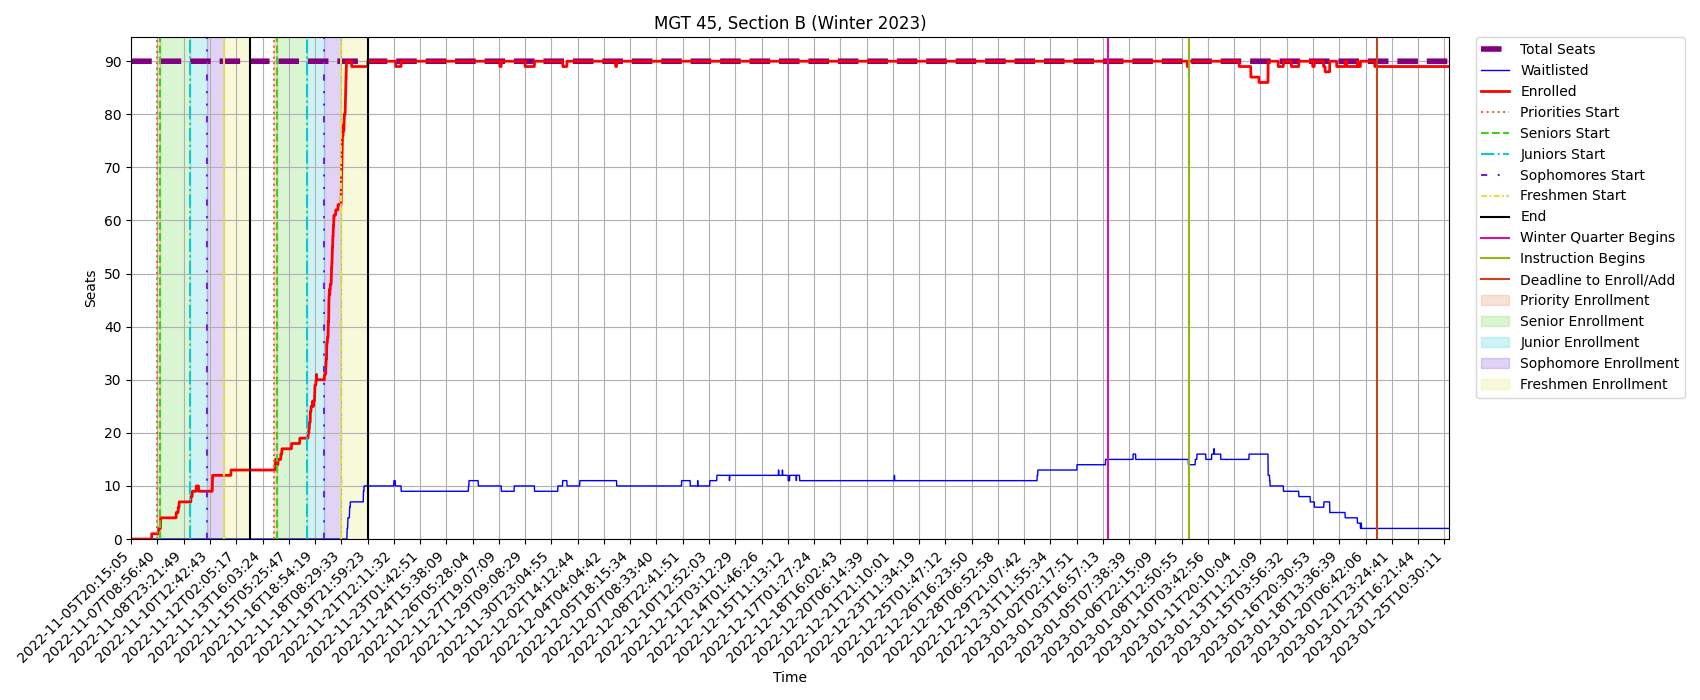 MGT 45, Section B (Winter 2023)
Seats
90
80
70
60
50
40
30
20
10
0
2022-11-05T20:15:05
2022-11-07T08:56:40
2022-11-08T23:21:49
2022-11-10T12:42:43
2022-11-12T02:05:17
2022-11-13T16:03:24
2022-11-15T05:25:47
2022-11-16T18:54:19
2022-11-18T08:29:33
2022-11-19T21:59:23
2022-11-21T12:11:32
2022-11-23T01:42:51
2022-11-24T15:38:09
2022-11-26T05:28:04
2022-11-27T19:07:09
2022-11-29T09:08:29
2022-11-30T23:04:55
2022-12-02T14:12:44
2022-12-04T04:04:42
2022-12-05T18:15:34
2022-12-07T08:33:40
2022-12-08T22:41:51
2022-12-10T12:52:03
2022-12-12T03:12:29
2022-12-14T01:46:26
2022-12-15T11:13:12
2022-12-17T01:27:24
2022-12-18T16:02:43
2022-12-20T06:14:39
2022-12-21T21:10:01
2022-12-23T11:34:19
2022-12-25T01:47:12
2022-12-26T16:23:50
2022-12-28T06:52:58
2022-12-29T21:07:42
2022-12-31T11:55:34
2023-01-02T02:17:51
2023-01-03T16:57:13
2023-01-05T07:38:39
2023-01-06T22:15:09
2023-01-08T12:50:55
2023-01-10T03:42:56
2023-01-11T20:10:04
2023-01-13T11:21:09
2023-01-15T03:56:32
2023-01-16T20:30:53
2023-01-18T13:36:39
2023-01-20T06:42:06
2023-01-21T23:24:41
2023-01-23T16:21:44
2023-01-25T10:30:11
Time
Total Seats
Waitlisted
Enrolled
Priorities Start
Seniors Start
Juniors Start
Sophomores Start
Freshmen Start
End
Winter Quarter Begins
Instruction Begins
Deadline to Enroll/Add
Priority Enrollment
Senior Enrollment
Junior Enrollment
Sophomore Enrollment
Freshmen Enrollment